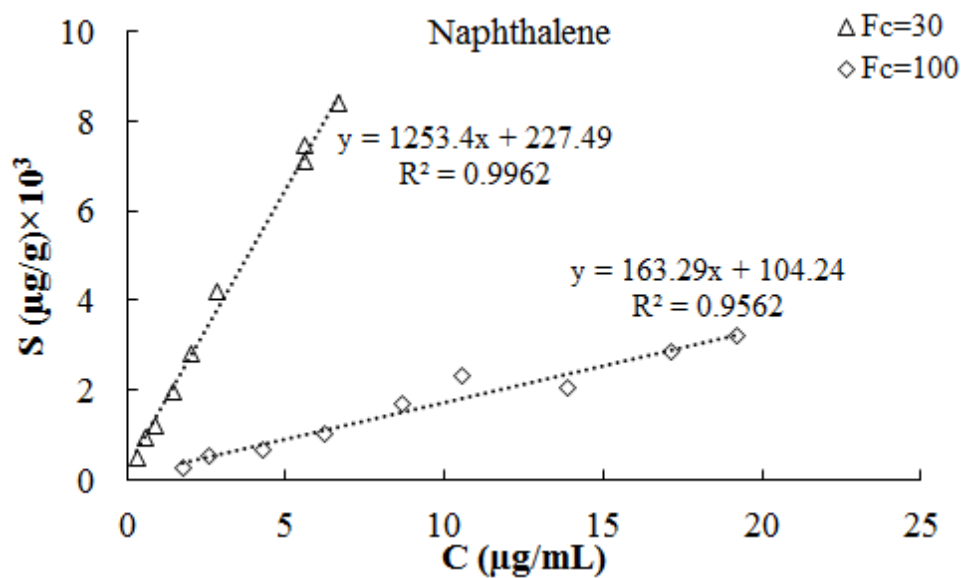 Naphthalene
Fc=30
Fc=100
10
8
6
4
2
0
S (µg/g)×10³
y = 1253.4x + 227.49
R² = 0.9962
y = 163.29x + 104.24
R² = 0.9562
0 5 10 15 20 25
C (µg/mL)